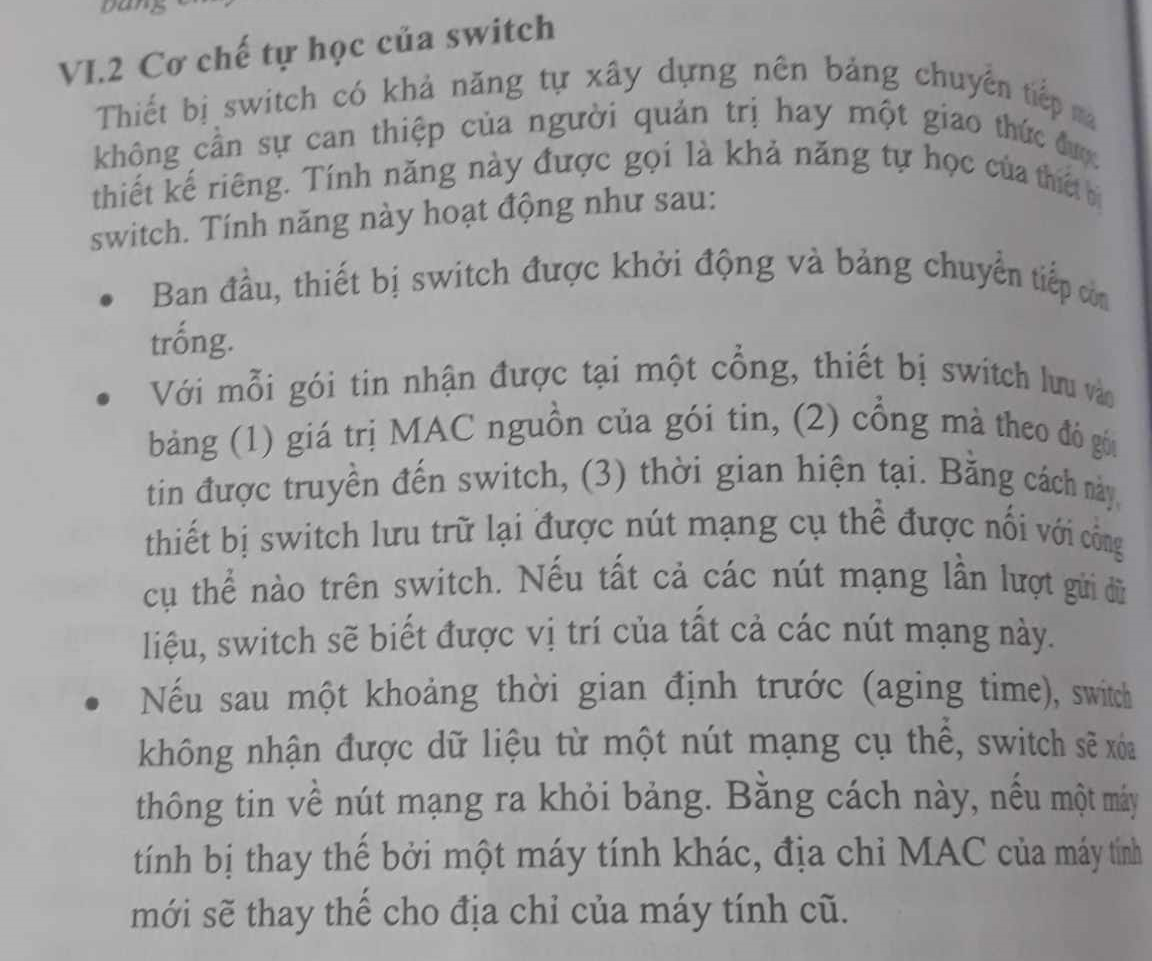 VI.2 Cơ chế tự học của switch
Thiết bị switch có khả năng tự xây dựng nên bảng chuyển tiếp mà
không cần sự can thiệp của người quản trị hay một giao thức được
thiết kế riêng. Tính năng này được gọi là khả năng tự học của thiết bị
switch. Tính năng này hoạt động như sau:
• Ban đầu, thiết bị switch được khởi động và bảng chuyển tiếp còn
trống.
• Với mỗi gói tin nhận được tại một cổng, thiết bị switch lưu vào
bảng (1) giá trị MAC nguồn của gói tin, (2) cổng mà theo đó gói
tin được truyền đến switch, (3) thời gian hiện tại. Bằng cách này,
thiết bị switch lưu trữ lại được nút mạng cụ thể được nối với cổng
cụ thể nào trên switch. Nếu tất cả các nút mạng lần lượt gửi dữ
liệu, switch sẽ biết được vị trí của tất cả các nút mạng này.
• Nếu sau một khoảng thời gian định trước (aging time), switch
không nhận được dữ liệu từ một nút mạng cụ thể, switch sẽ xóa
thông tin về nút mạng ra khỏi bảng. Bằng cách này, nếu một máy
tính bị thay thế bởi một máy tính khác, địa chỉ MAC của máy tính
mới sẽ thay thế cho địa chỉ của máy tính cũ.